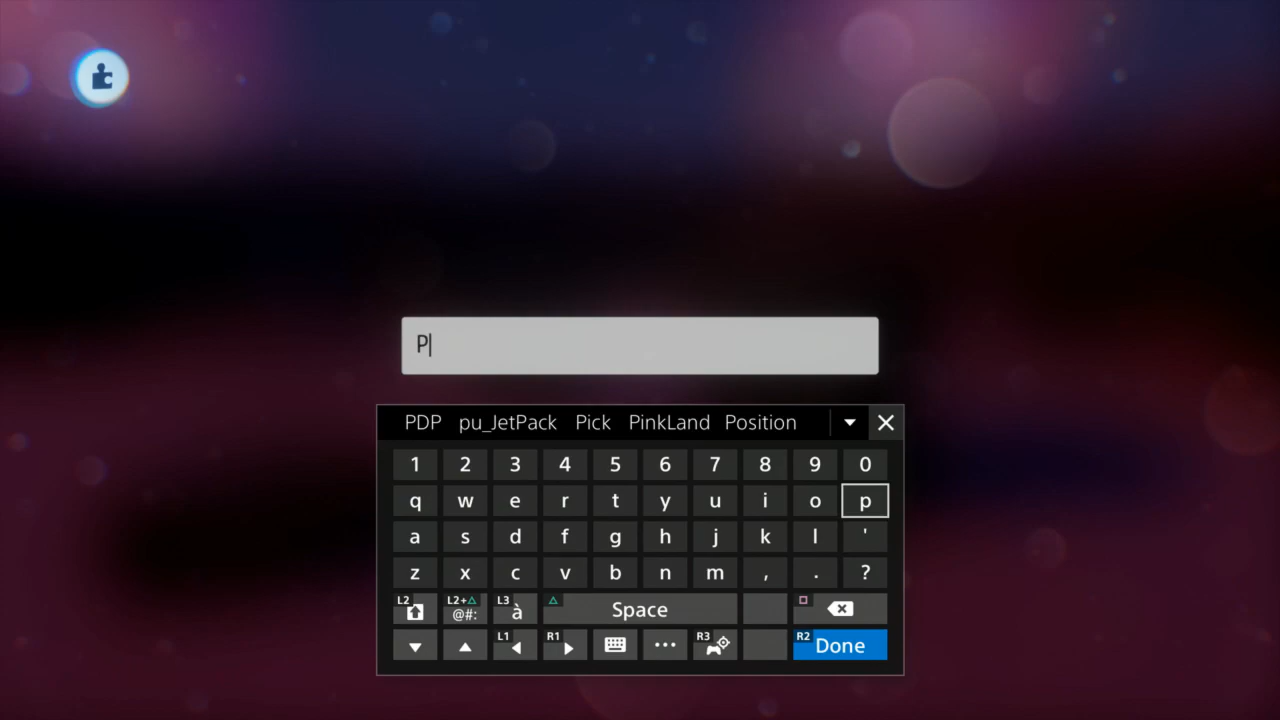 P
PDP pu_JetPack Pick PinkLand Position
1 2 3 4 5 6 7 8 9 0
q w e r t y u i o p
a s d f g h j k l '
z x c v b n m , . ?
L2 L2+△ @#: L3 à △ Space □
L1 R1 ... R3 R2 Done